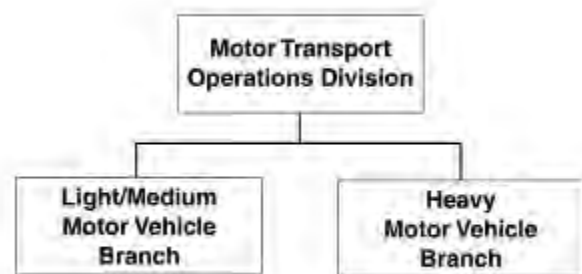 Motor Transport
Operations Division
Light/Medium
Motor Vehicle
Branch
Heavy
Motor Vehicle
Branch